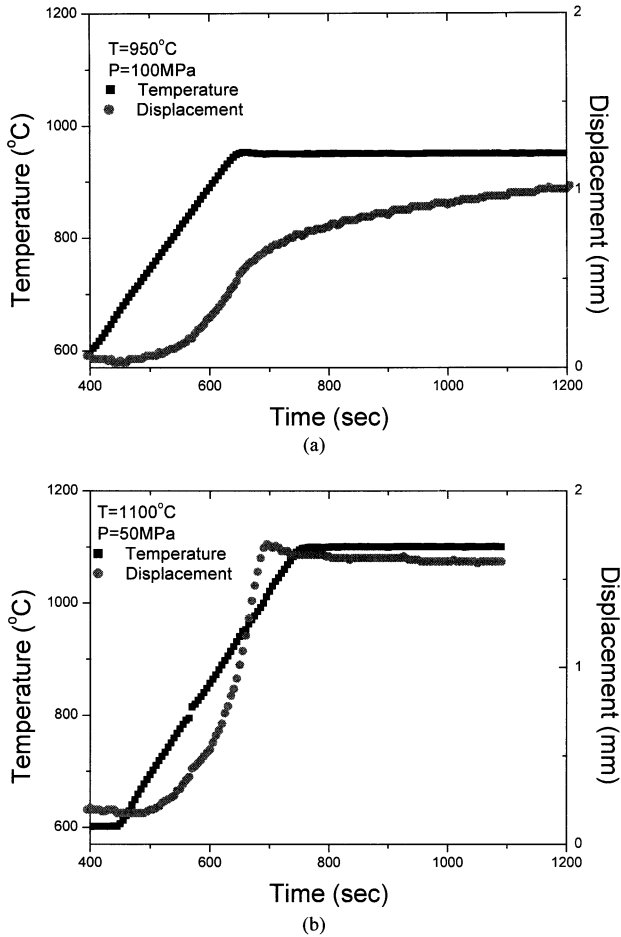 1200
2
T=950°C
P=100MPa
Temperature
Displacement
1000
1
800
600
0
400
600
800
1000
1200
Temperature (°C)
Displacement (mm)
Time (sec)
(a)
1200
2
T=1100°C
P=50MPa
Temperature
Displacement
1000
1
800
600
0
400
600
800
1000
1200
Temperature (°C)
Displacement (mm)
Time (sec)
(b)